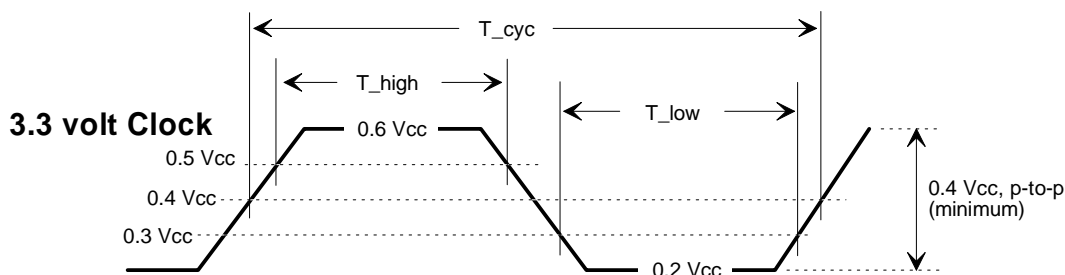 T_cyc
T_high
T_low
3.3 volt Clock
0.6 Vcc
0.5 Vcc
0.4 Vcc
0.4 Vcc, p-to-p
(minimum)
0.3 Vcc
0.2 Vcc